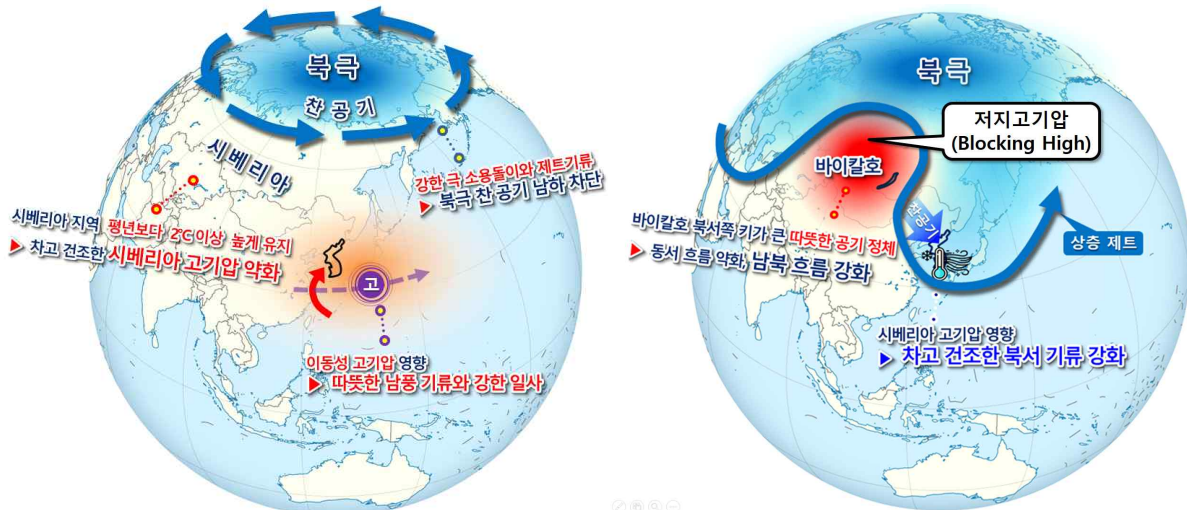 북극
찬 공기
시베리아
강한 극 소용돌이와 제트기류
▶ 북극 찬 공기 남하 차단
시베리아 지역 평년보다 2℃ 이상 높게 유지
▶ 차고 건조한 시베리아 고기압 약화
고
이동성 고기압 영향
▶ 따뜻한 남풍 기류와 강한 일사
북극
저지고기압
(Blocking High)
바이칼호
찬공기
바이칼호 북서쪽 키가 큰 따뜻한 공기 정체
▶ 동서 흐름 약화, 남북 흐름 강화
상층 제트
시베리아 고기압 영향
▶ 차고 건조한 북서 기류 강화